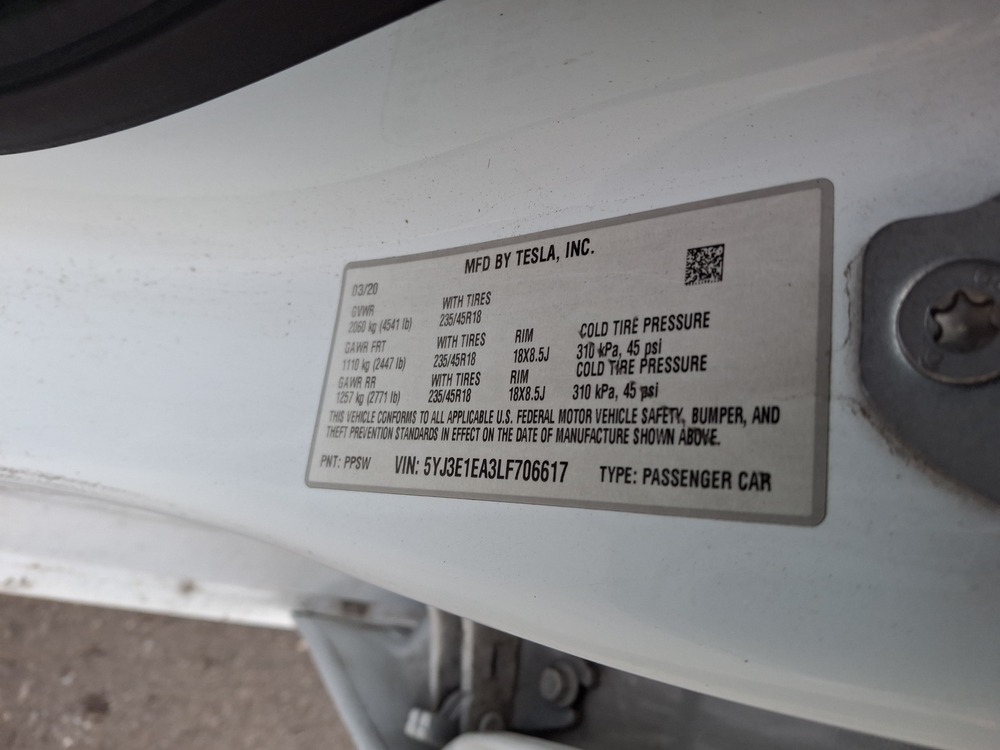 MFD BY TESLA, INC.
03/20
GVWR WITH TIRES
2060 kg (4541 lb) 235/45R18
GAWR FRT WITH TIRES RIM COLD TIRE PRESSURE
1110 kg (2447 lb) 235/45R18 18X8.5J 310 kPa, 45 psi
GAWR RR WITH TIRES RIM COLD TIRE PRESSURE
1257 kg (2771 lb) 235/45R18 18X8.5J 310 kPa, 45 psi
THIS VEHICLE CONFORMS TO ALL APPLICABLE U.S. FEDERAL MOTOR VEHICLE SAFETY, BUMPER, AND
THEFT PREVENTION STANDARDS IN EFFECT ON THE DATE OF MANUFACTURE SHOWN ABOVE.
PNT: PPSW VIN: 5YJ3E1EA3LF706617 TYPE: PASSENGER CAR